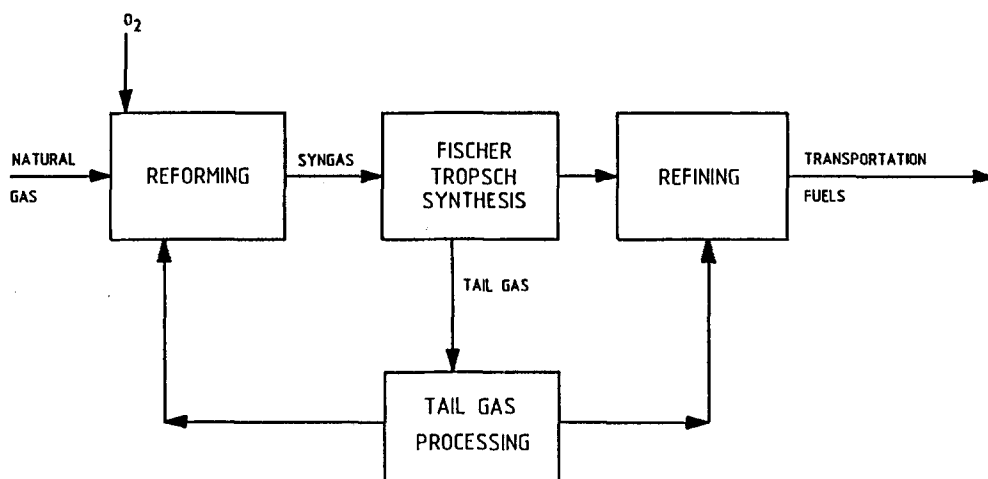 O2
NATURAL
GAS
REFORMING
SYNGAS
FISCHER
TROPSCH
SYNTHESIS
REFINING
TRANSPORTATION
FUELS
TAIL GAS
TAIL GAS
PROCESSING